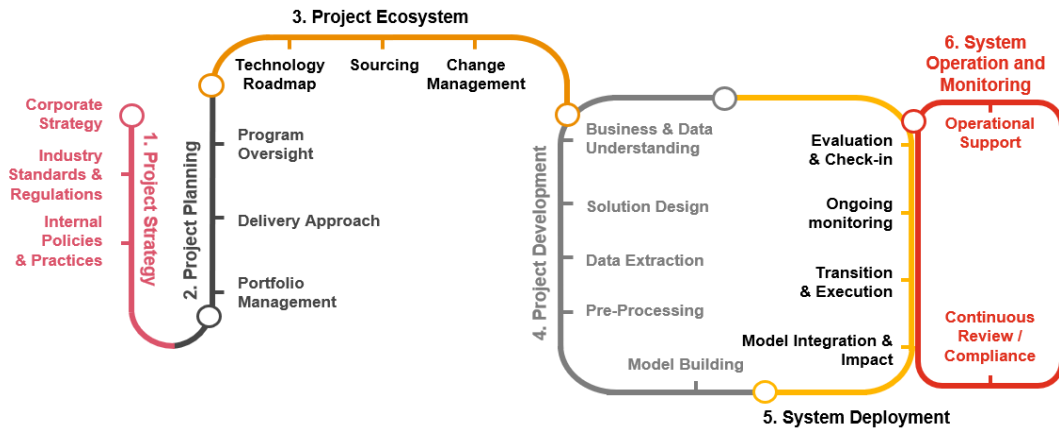 3. Project Ecosystem
Technology
Roadmap
Sourcing
Change
Management
6. System
Operation and
Monitoring
Corporate
Strategy
Industry
Standards &
Regulations
Internal
Policies
& Practices
1. Project Strategy
2. Project Planning
Program
Oversight
Delivery Approach
Portfolio
Management
4. Project Development
Business & Data
Understanding
Solution Design
Data Extraction
Pre-Processing
Model Building
Evaluation
& Check-in
Ongoing
monitoring
Transition
& Execution
Model Integration &
Impact
5. System Deployment
Operational
Support
Continuous
Review /
Compliance